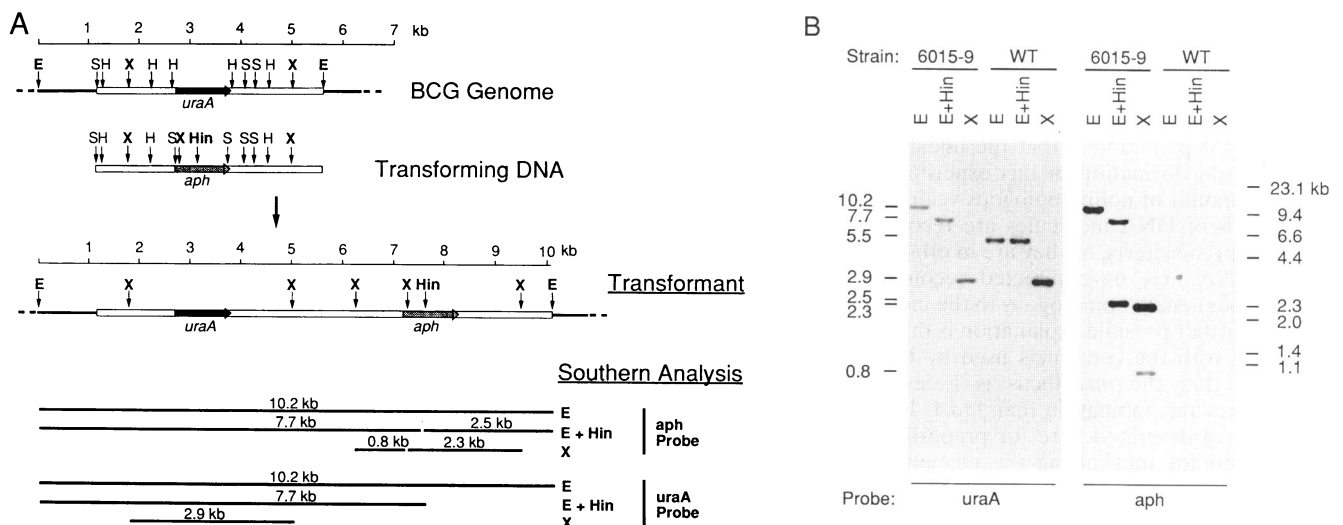 A
1 2 3 4 5 6 7 kb
E SH X H H H SS H X E
uraA
BCG Genome
SH X H S X Hin S SS H X
aph
Transforming DNA
1 2 3 4 5 6 7 8 9 10 kb
E X X X X Hin X E
uraA
aph
Transformant
Southern Analysis
10.2 kb E
7.7 kb 2.5 kb E + Hin
0.8 kb 2.3 kb X
aph
Probe
10.2 kb E
7.7 kb E + Hin
2.9 kb X
uraA
Probe
B
Strain: 6015-9 WT 6015-9 WT
E E+Hin X E E+Hin X E E+Hin X E E+Hin X
10.2
7.7
5.5
2.9
2.5
2.3
0.8
23.1 kb
9.4
6.6
4.4
2.3
2.0
1.4
1.1
Probe: uraA aph